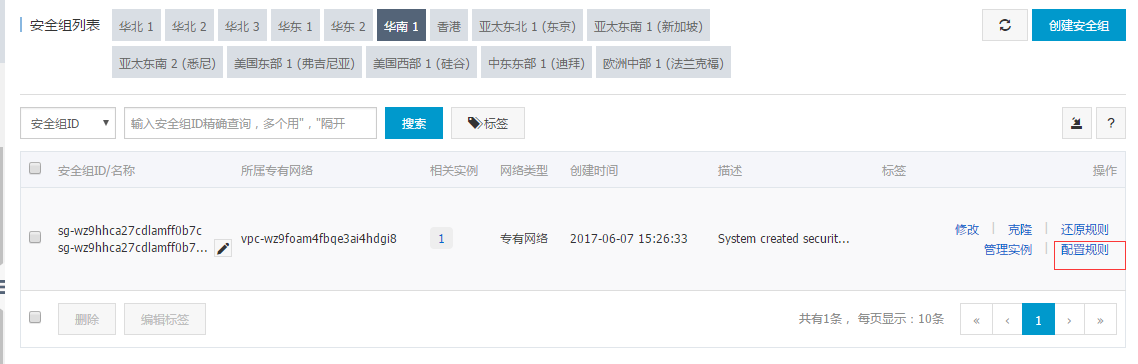 安全组列表 华北 1 华北 2 华北 3 华东 1 华东 2 华南 1 香港 亚太东北 1 (东京) 亚太东南 1 (新加坡) 创建安全组
亚太东南 2 (悉尼) 美国东部 1 (弗吉尼亚) 美国西部 1 (硅谷) 中东东部 1 (迪拜) 欧洲中部 1 (法兰克福)
安全组ID 输入安全组ID精确查询，多个用","隔开 搜索 标签 ?
安全组ID/名称 所属专有网络 相关实例 网络类型 创建时间 描述 标签 操作
sg-wz9hhca27cdlamff0b7c 修改 克隆 还原规则
sg-wz9hhca27cdlamff0b7... vpc-wz9foam4fbqe3ai4hdgi8 1 专有网络 2017-06-07 15:26:33 System created securit...
管理实例 配置规则
删除 编辑标签 共有1条， 每页显示：10条 « ‹ 1 › »